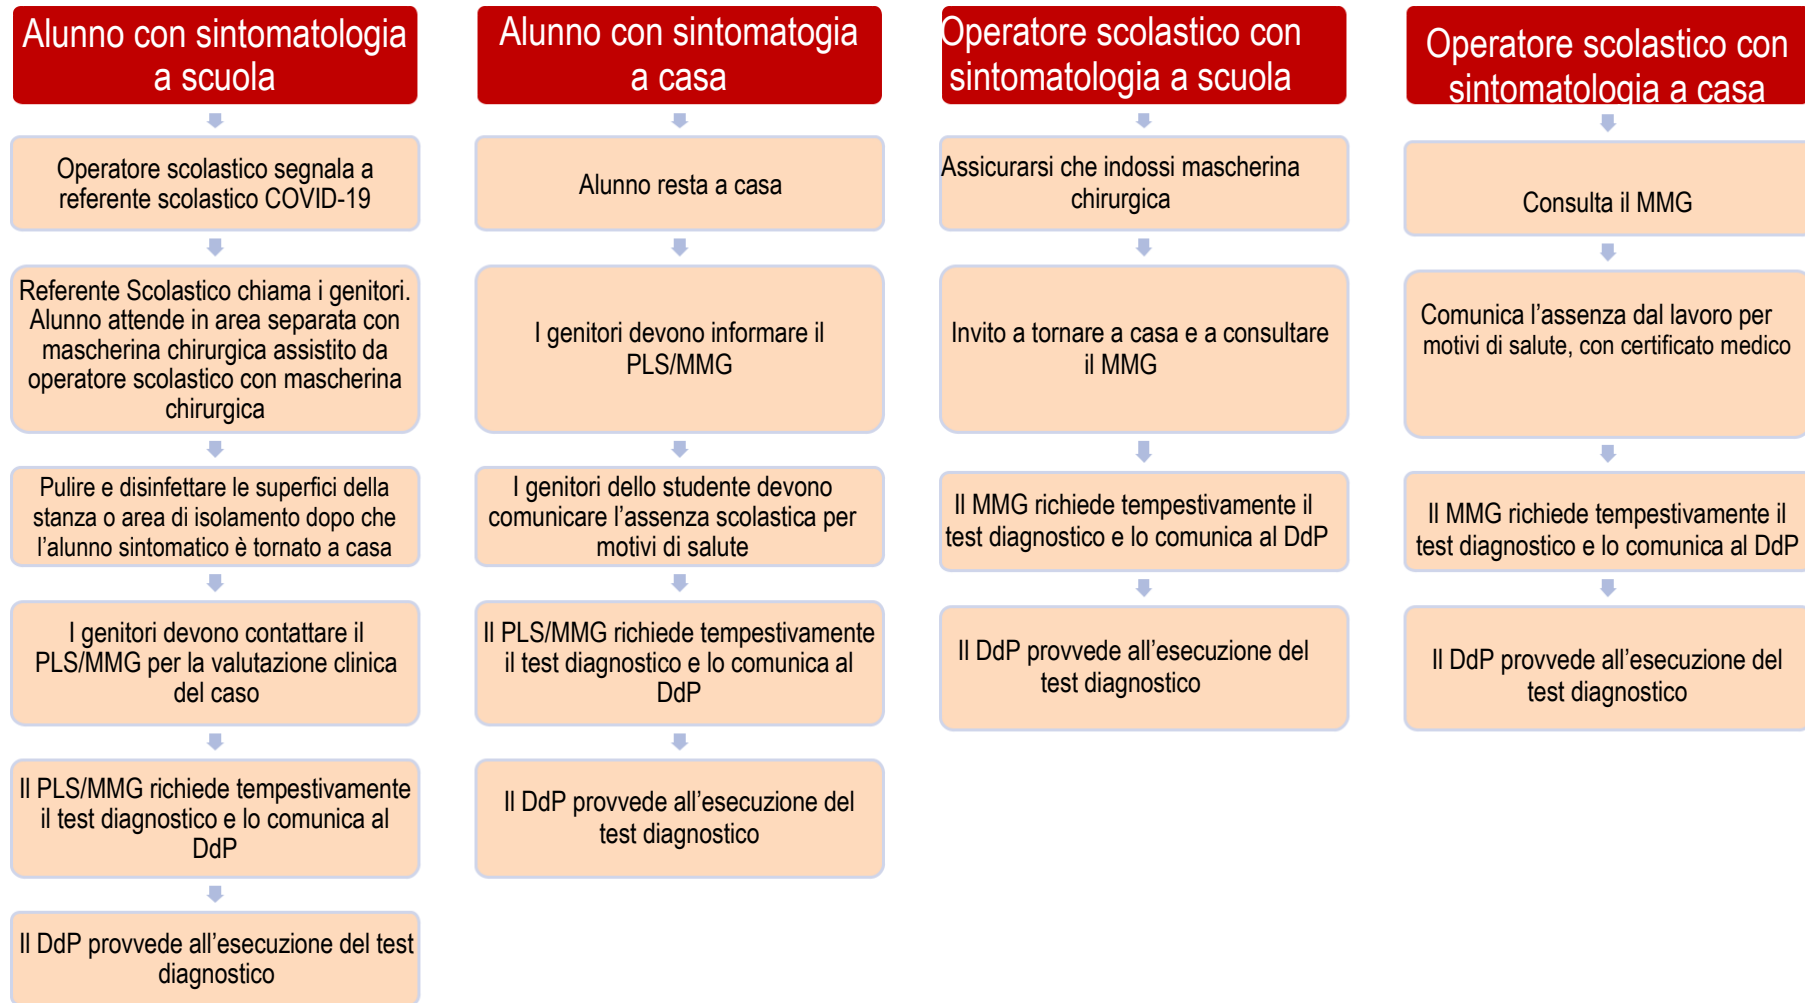 Alunno con sintomatologia
a scuola
Operatore scolastico segnala a
referente scolastico COVID-19
Referente Scolastico chiama i genitori.
Alunno attende in area separata con
mascherina chirurgica assistito da
operatore scolastico con mascherina
chirurgica
Pulire e disinfettare le superfici della
stanza o area di isolamento dopo che
l’alunno sintomatico è tornato a casa
I genitori devono contattare il
PLS/MMG per la valutazione clinica
del caso
Il PLS/MMG richiede tempestivamente
il test diagnostico e lo comunica al
DdP
Il DdP provvede all’esecuzione del test
diagnostico
Alunno con sintomatogia
a casa
Alunno resta a casa
I genitori devono informare il
PLS/MMG
I genitori dello studente devono
comunicare l’assenza scolastica per
motivi di salute
Il PLS/MMG richiede tempestivamente
il test diagnostico e lo comunica al
DdP
Il DdP provvede all’esecuzione del
test diagnostico
Operatore scolastico con
sintomatologia a scuola
Assicurarsi che indossi mascherina
chirurgica
Invito a tornare a casa e a consultare
il MMG
Il MMG richiede tempestivamente il
test diagnostico e lo comunica al DdP
Il DdP provvede all’esecuzione del
test diagnostico
Operatore scolastico con
sintomatologia a casa
Consulta il MMG
Comunica l’assenza dal lavoro per
motivi di salute, con certificato medico
Il MMG richiede tempestivamente il
test diagnostico e lo comunica al DdP
Il DdP provvede all’esecuzione del
test diagnostico